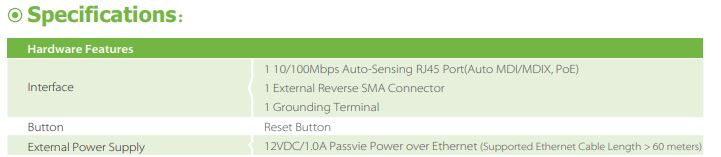 Specifications:
Hardware Features
Interface
1 10/100Mbps Auto-Sensing RJ45 Port(Auto MDI/MDIX, PoE)
1 External Reverse SMA Connector
1 Grounding Terminal
Button Reset Button
External Power Supply 12VDC/1.0A Passvie Power over Ethernet (Supported Ethernet Cable Length > 60 meters)